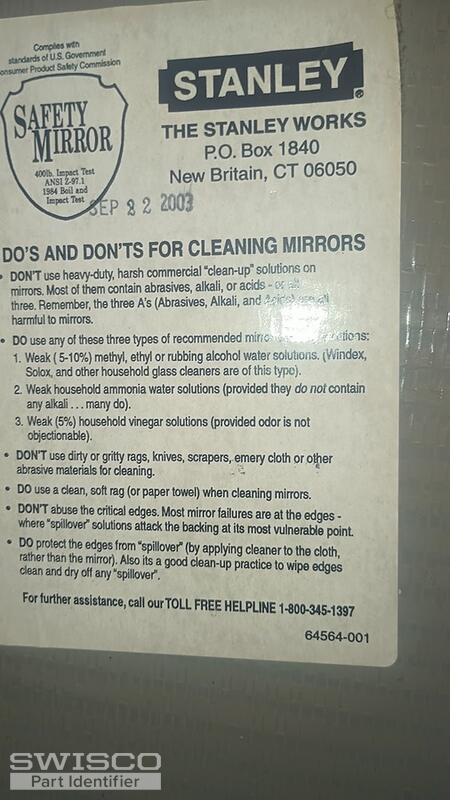 Complies with
standards of U.S. Government
onsumer Product Safety Commission
SAFETY
MIRROR
400lb. Impact Test
ANSI Z-97.1
1984 Boil and
Impact Test
SEP 22 2003
STANLEY®
THE STANLEY WORKS
P.O. Box 1840
New Britain, CT 06050
DO'S AND DON'TS FOR CLEANING MIRRORS
• DON'T use heavy-duty, harsh commercial "clean-up" solutions on
mirrors. Most of them contain abrasives, alkali, or acids - or all
three. Remember, the three A's (Abrasives, Alkali, and Acids) are all
harmful to mirrors.
• DO use any of these three types of recommended
1. Weak ( 5-10%) methyl, ethyl or rubbing alcohol water solutions. (Windex,
Solox, and other household glass cleaners are of this type).
2. Weak household ammonia water solutions (provided they do not contain
any alkali . . . many do).
3. Weak (5%) household vinegar solutions (provided odor is not
objectionable).
• DON'T use dirty or gritty rags, knives, scrapers, emery cloth or other
abrasive materials for cleaning.
• DO use a clean, soft rag (or paper towel) when cleaning mirrors.
• DON'T abuse the critical edges. Most mirror failures are at the edges -
where "spillover" solutions attack the backing at its most vulnerable point.
• DO protect the edges from "spillover" (by applying cleaner to the cloth,
rather than the mirror). Also its a good clean-up practice to wipe edges
clean and dry off any "spillover".
For further assistance, call our TOLL FREE HELPLINE 1-800-345-1397
64564-001
SWISCO
Part Identifier